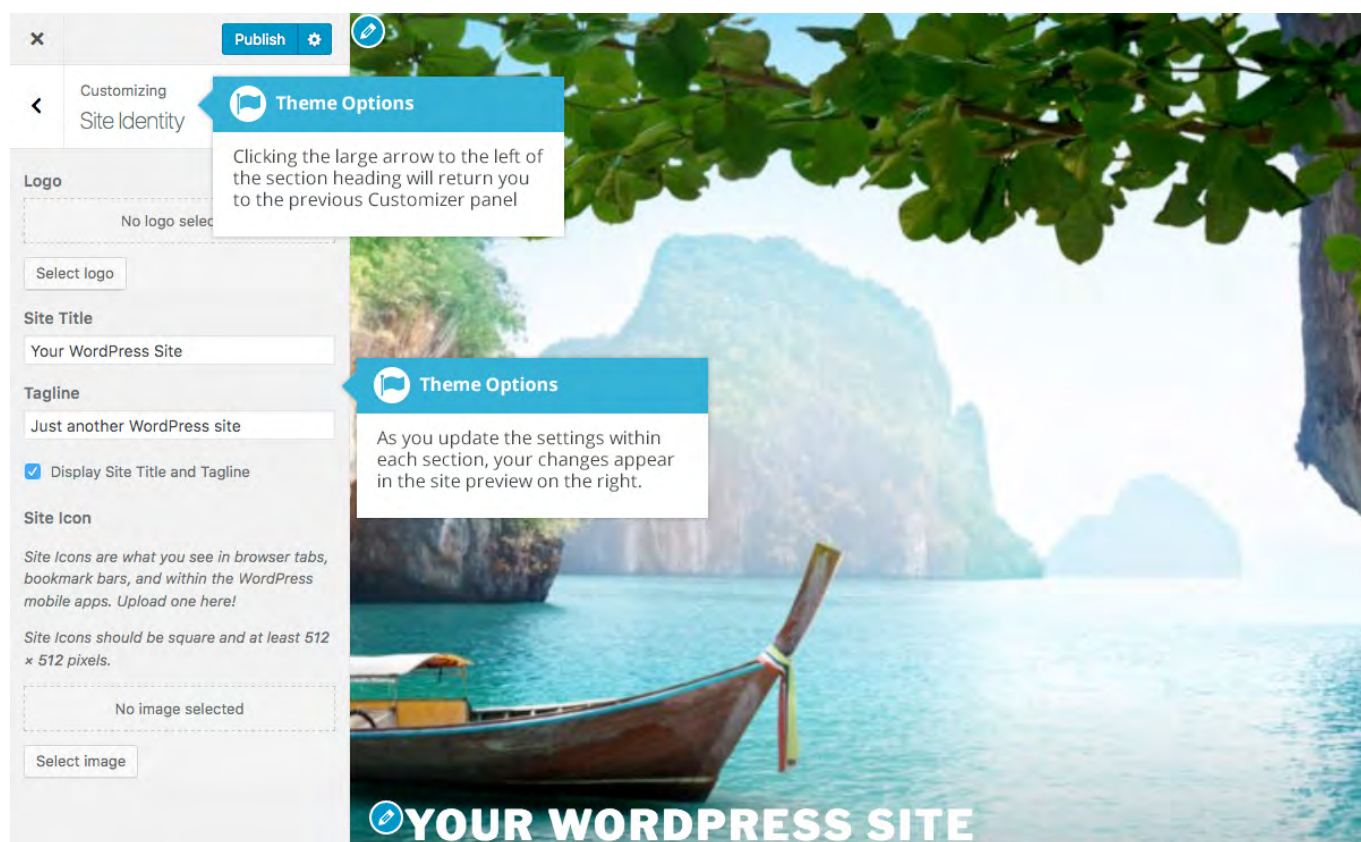 Publish
Customizing
Site Identity
Theme Options
Clicking the large arrow to the left of
the section heading will return you
to the previous Customizer panel
Logo
No logo selec
Select logo
Site Title
Your WordPress Site
Tagline
Just another WordPress site
Display Site Title and Tagline
Theme Options
As you update the settings within
each section, your changes appear
in the site preview on the right.
Site Icon
Site Icons are what you see in browser tabs,
bookmark bars, and within the WordPress
mobile apps. Upload one here!
Site Icons should be square and at least 512
× 512 pixels.
No image selected
Select image
YOUR WORDPRESS SITE